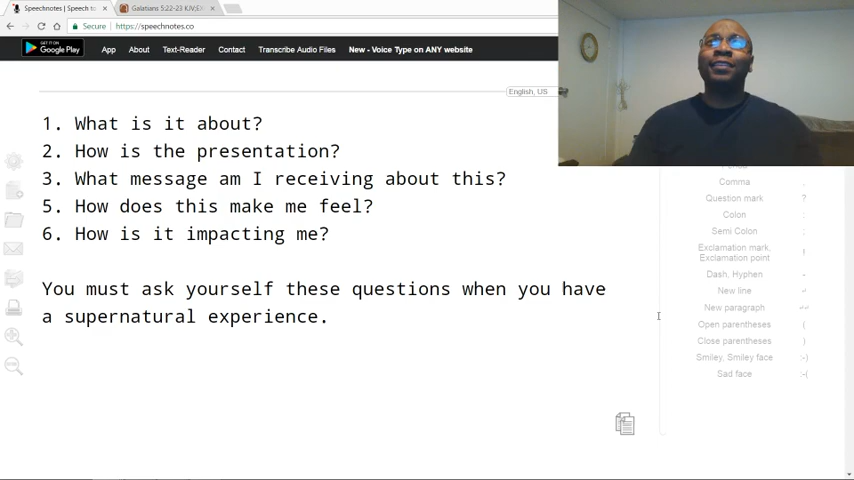 Speechnotes | Speech to
Galatians 5:22-23 KJV;E
Secure
https://speechnotes.co
GET IT ON
Google Play
App
About
Text-Reader
Contact
Transcribe Audio Files
New - Voice Type on ANY website
English, US
1. What is it about?
2. How is the presentation?
3. What message am I receiving about this?
5. How does this make me feel?
6. How is it impacting me?
You must ask yourself these questions when you have
a supernatural experience.
Comma ,
Question mark ?
Colon :
Semi Colon ;
Exclamation mark, !
Exclamation point
Dash, Hyphen -
New line ↵
New paragraph ↵↵
Open parentheses (
Close parentheses )
Smiley, Smiley face :-)
Sad face :-(